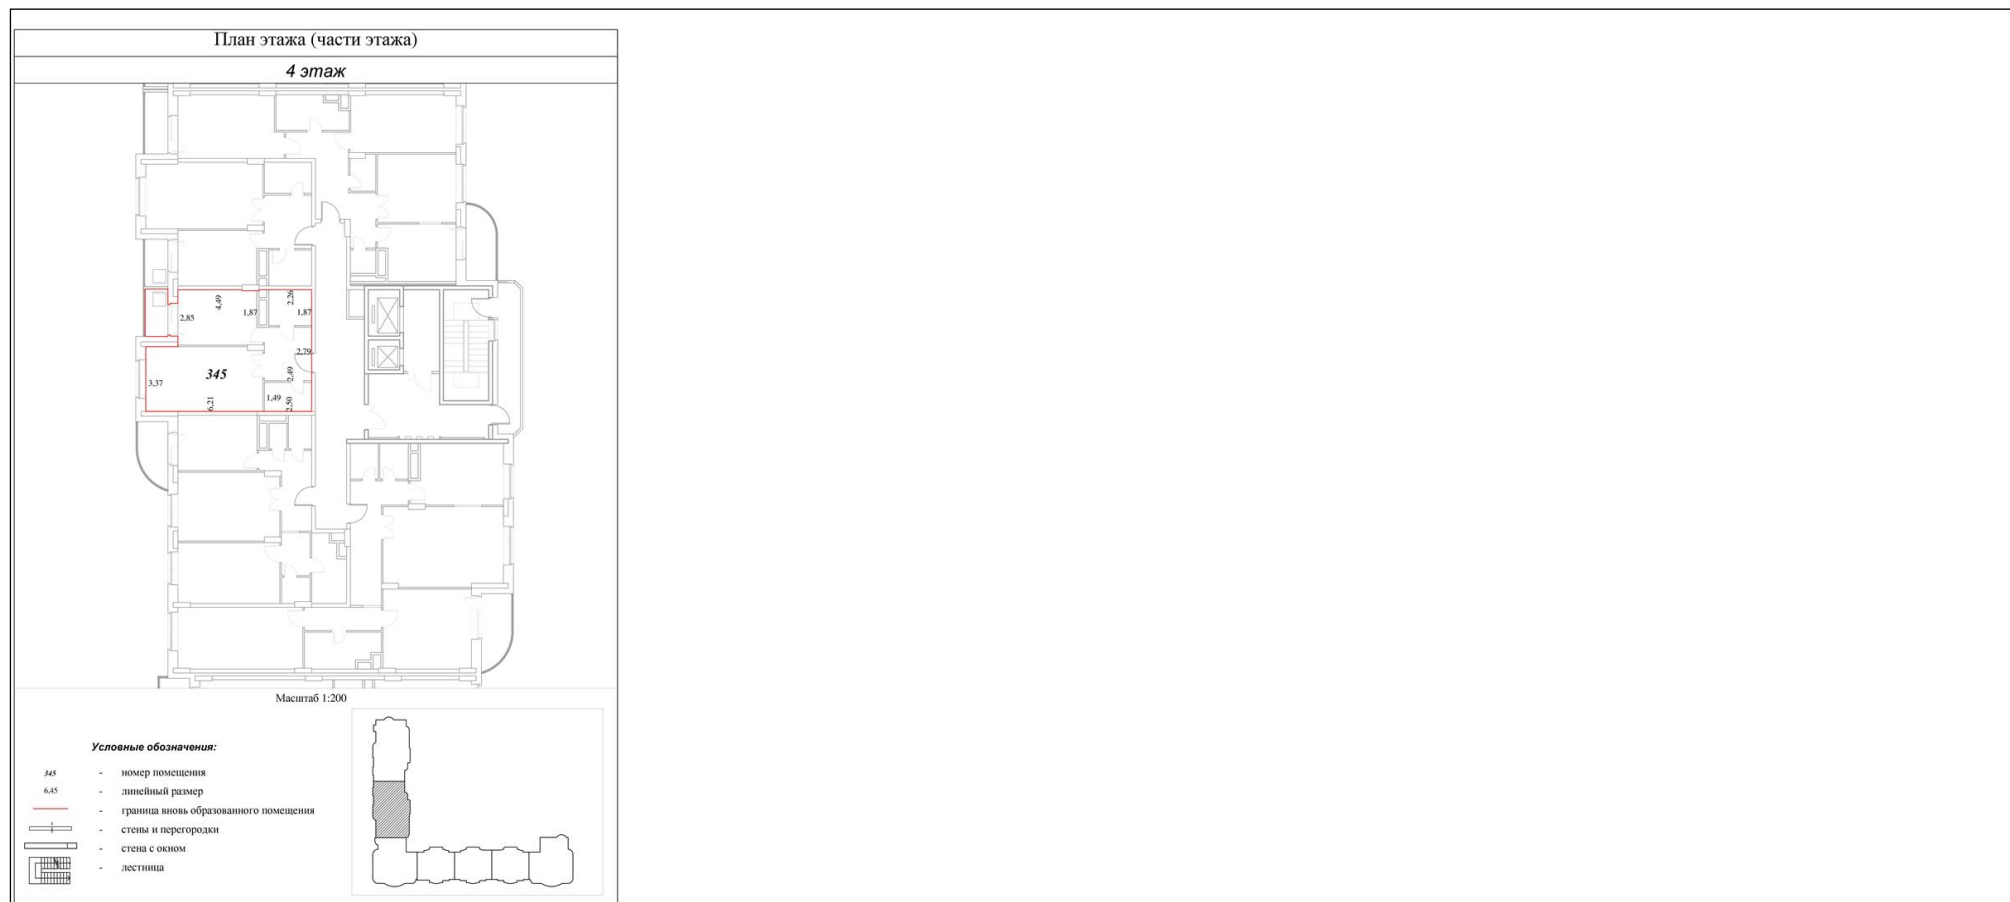 План этажа (части этажа)
4 этаж
4,49
2,26
2,85
1,87
1,87
2,79
345
2,49
3,37
6,21
1,49
2,50
Масштаб 1:200
Условные обозначения:
345 - номер помещения
6,45 - линейный размер
- граница вновь образованного помещения
- стены и перегородки
- стена с окном
- лестница